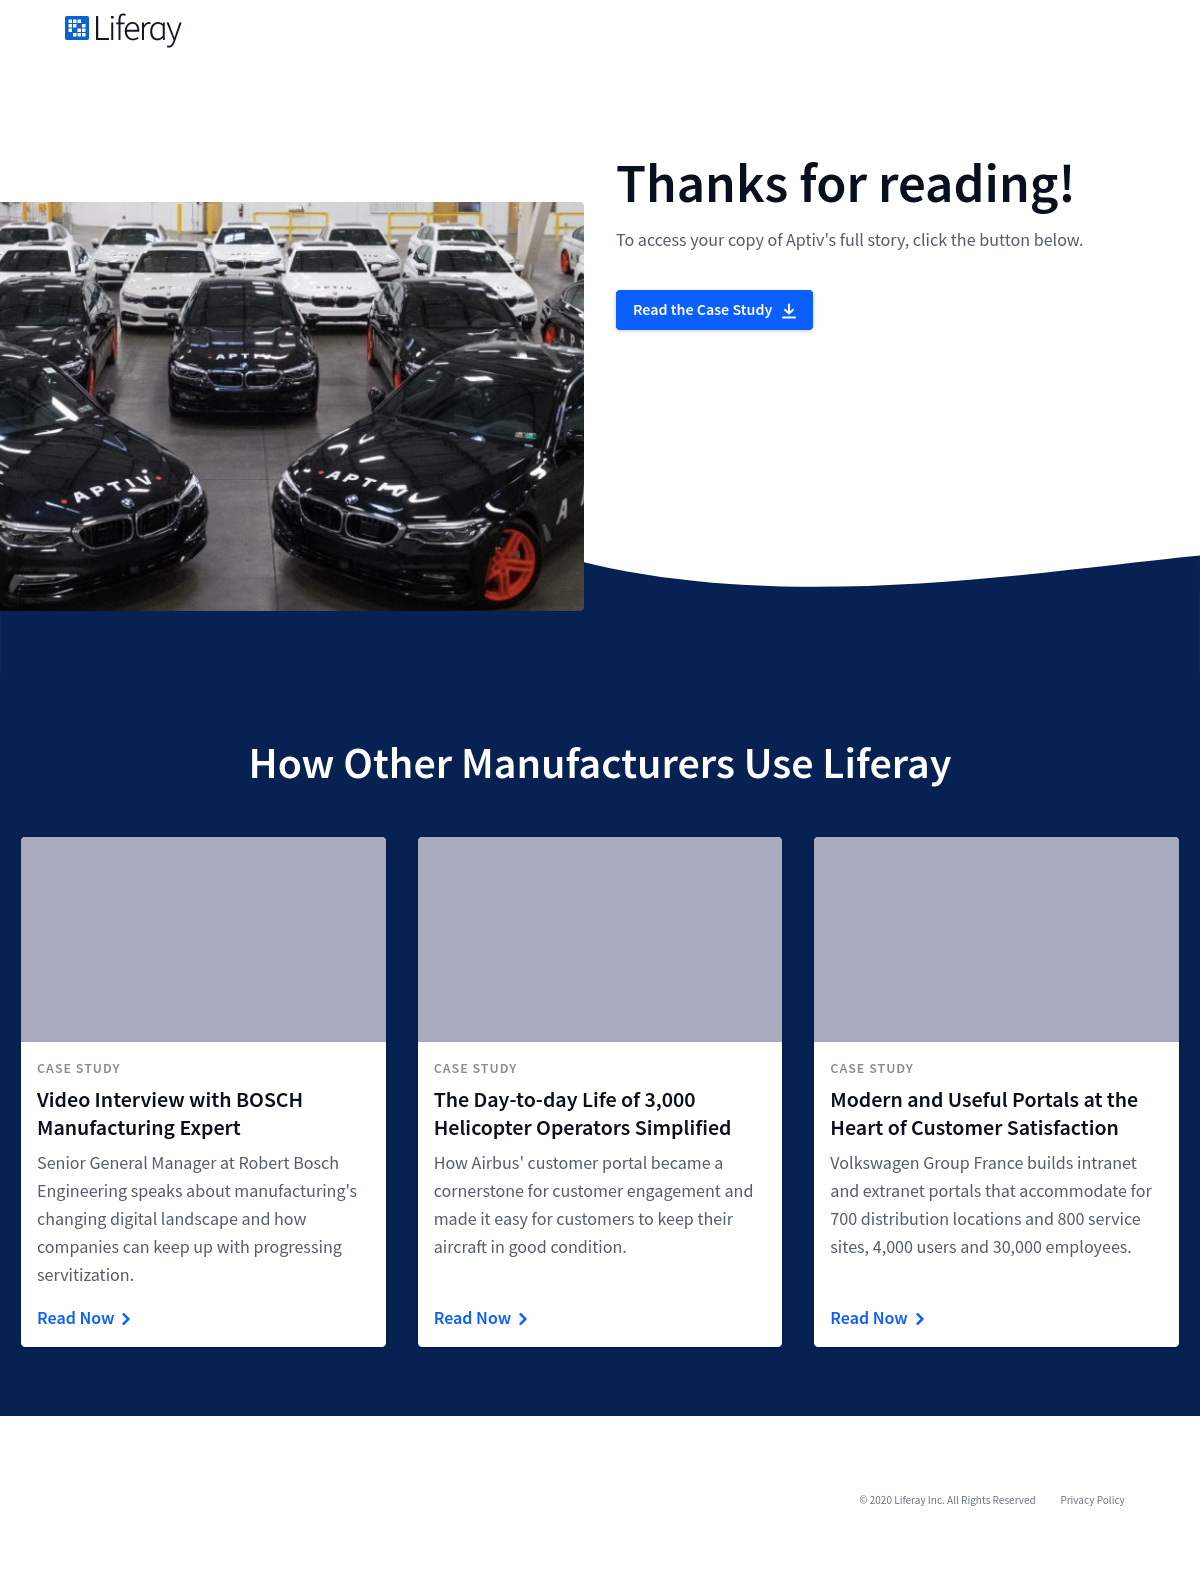 Liferay
Thanks for reading!
To access your copy of Aptiv's full story, click the button below.
Read the Case Study
APTIV
APTIV
APTIV
How Other Manufacturers Use Liferay
CASE STUDY
Video Interview with BOSCH
Manufacturing Expert
Senior General Manager at Robert Bosch
Engineering speaks about manufacturing's
changing digital landscape and how
companies can keep up with progressing
servitization.
Read Now
CASE STUDY
The Day-to-day Life of 3,000
Helicopter Operators Simplified
How Airbus' customer portal became a
cornerstone for customer engagement and
made it easy for customers to keep their
aircraft in good condition.
Read Now
CASE STUDY
Modern and Useful Portals at the
Heart of Customer Satisfaction
Volkswagen Group France builds intranet
and extranet portals that accommodate for
700 distribution locations and 800 service
sites, 4,000 users and 30,000 employees.
Read Now
© 2020 Liferay Inc. All Rights Reserved
Privacy Policy